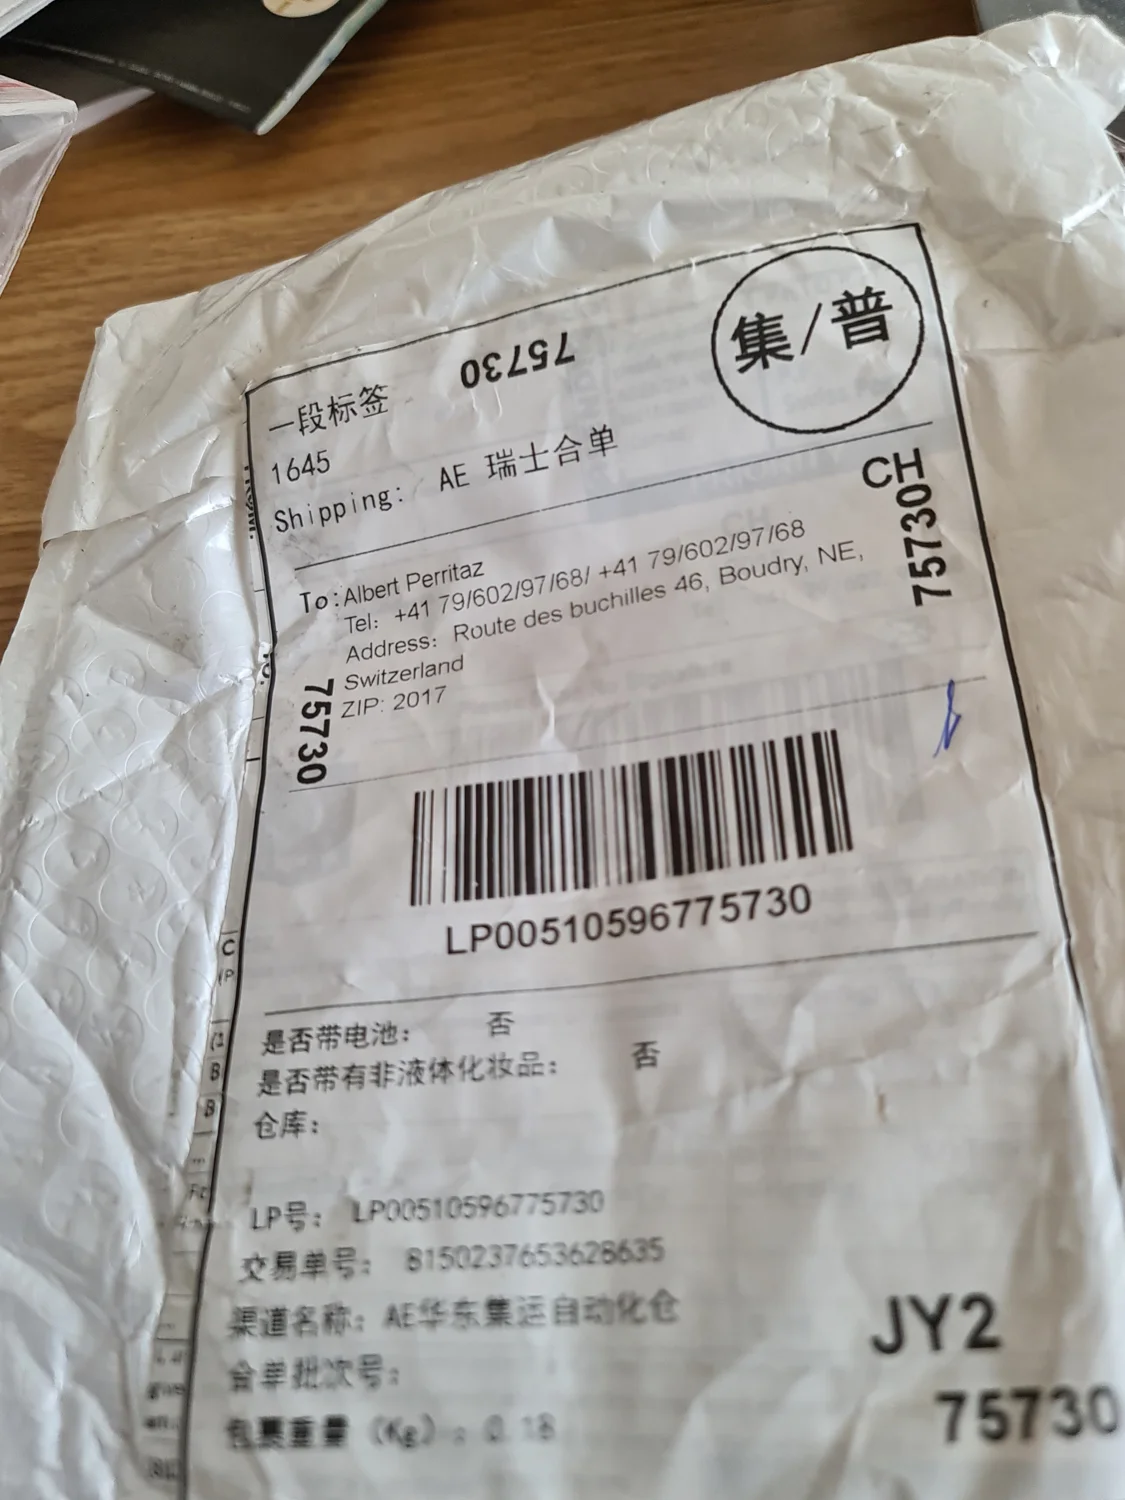 75730
集/普
一段标签
1645
Shipping: AE 瑞士合单
CH
75730
To:Albert Perritaz
Tel: +41 79/602/97/68/ +41 79/602/97/68
Address: Route des buchilles 46, Boudry, NE,
Switzerland
ZIP: 2017
75730
LP00510596775730
是否带电池: 否
是否带有非液体化妆品: 否
仓库:
LP号: LP00510596775730
交易单号: 8150237653628635
渠道名称: AE华东集运自动化仓
合单批次号:
包裹重量 (Kg): 0.18
JY2
75730